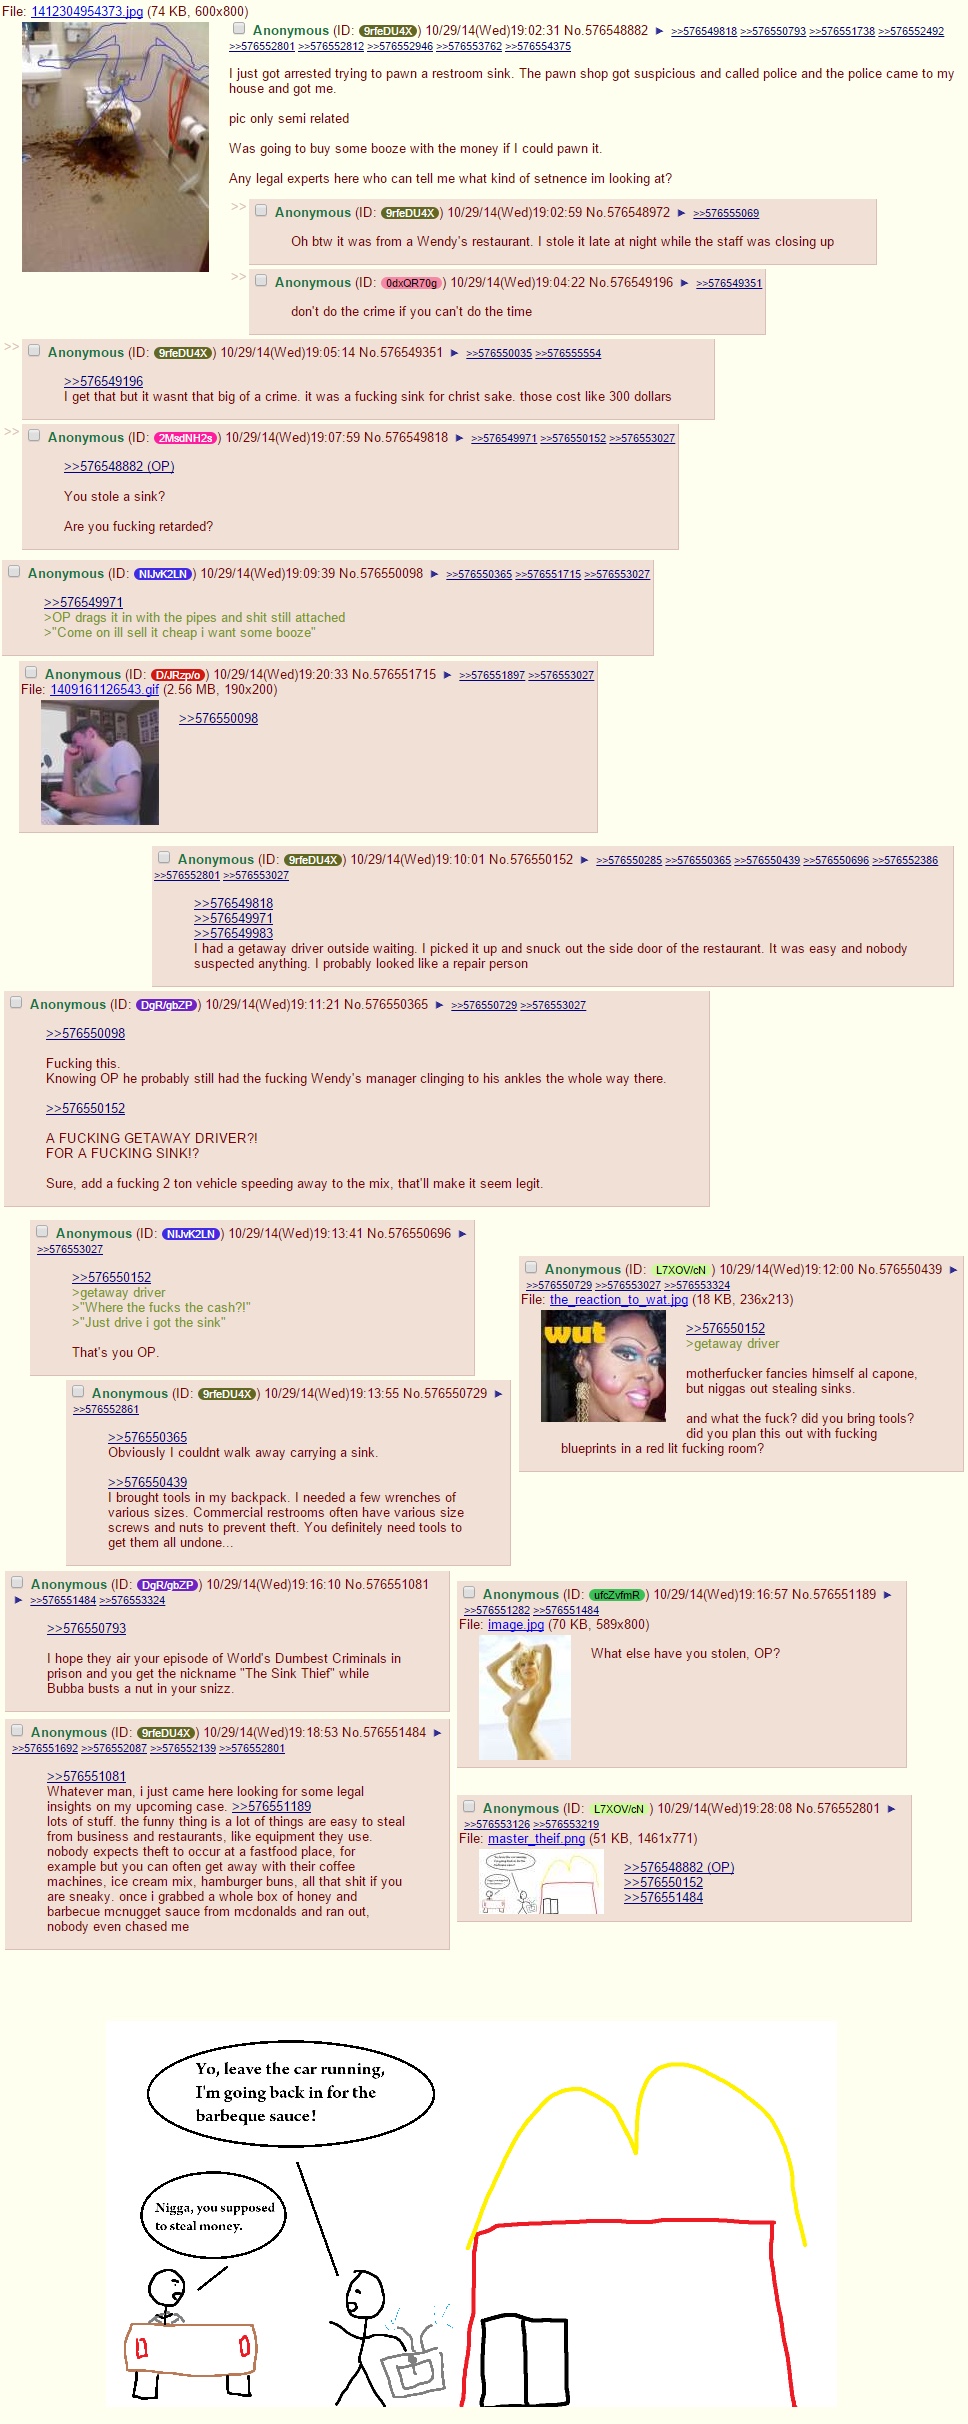 File: 1412304954373.jpg (74 KB, 600x800)
Anonymous (ID: 9rfeDU4X) 10/29/14(Wed)19:02:31 No.576548882 ► >>576549818 >>576550793 >>576551738 >>576552492
>>576552801 >>576552812 >>576552946 >>576553762 >>576554375
I just got arrested trying to pawn a restroom sink. The pawn shop got suspicious and called police and the police came to my
house and got me.
pic only semi related
Was going to buy some booze with the money if I could pawn it.
Any legal experts here who can tell me what kind of setnence im looking at?
>> Anonymous (ID: 9rfeDU4X) 10/29/14(Wed)19:02:59 No.576548972 ► >>576555069
Oh btw it was from a Wendy's restaurant. I stole it late at night while the staff was closing up
>> Anonymous (ID: 0dxQR70g) 10/29/14(Wed)19:04:22 No.576549196 ► >>576549351
don't do the crime if you can't do the time
>> Anonymous (ID: 9rfeDU4X) 10/29/14(Wed)19:05:14 No.576549351 ► >>576550035 >>576555554
>>576549196
I get that but it wasnt that big of a crime. it was a fucking sink for christ sake. those cost like 300 dollars
>> Anonymous (ID: 2MsdNH2s) 10/29/14(Wed)19:07:59 No.576549818 ► >>576549971 >>576550152 >>576553027
>>576548882 (OP)
You stole a sink?
Are you fucking retarded?
Anonymous (ID: NIJvK2LN) 10/29/14(Wed)19:09:39 No.576550098 ► >>576550365 >>576551715 >>576553027
>>576549971
>OP drags it in with the pipes and shit still attached
>"Come on ill sell it cheap i want some booze"
Anonymous (ID: D/JRzp/o) 10/29/14(Wed)19:20:33 No.576551715 ► >>576551897 >>576553027
File: 1409161126543.gif (2.56 MB, 190x200)
>>576550098
Anonymous (ID: 9rfeDU4X) 10/29/14(Wed)19:10:01 No.576550152 ► >>576550285 >>576550365 >>576550439 >>576550696 >>576552386
>>576552801 >>576553027
>>576549818
>>576549971
>>576549983
I had a getaway driver outside waiting. I picked it up and snuck out the side door of the restaurant. It was easy and nobody
suspected anything. I probably looked like a repair person
Anonymous (ID: DgR/gbZP) 10/29/14(Wed)19:11:21 No.576550365 ► >>576550729 >>576553027
>>576550098
Fucking this.
Knowing OP he probably still had the fucking Wendy's manager clinging to his ankles the whole way there.
>>576550152
A FUCKING GETAWAY DRIVER?!
FOR A FUCKING SINK!?
Sure, add a fucking 2 ton vehicle speeding away to the mix, that'll make it seem legit.
Anonymous (ID: NIJvK2LN) 10/29/14(Wed)19:13:41 No.576550696 ►
>>576553027
>>576550152
>getaway driver
>"Where the fucks the cash?!"
>"Just drive i got the sink"
That's you OP.
Anonymous (ID: L7XOV/cN) 10/29/14(Wed)19:12:00 No.576550439 ►
>>576550729 >>576553027 >>576553324
File: the_reaction_to_wat.jpg (18 KB, 236x213)
wut
>>576550152
>getaway driver
motherfucker fancies himself al capone,
but niggas out stealing sinks.
and what the fuck? did you bring tools?
did you plan this out with fucking
blueprints in a red lit fucking room?
Anonymous (ID: 9rfeDU4X) 10/29/14(Wed)19:13:55 No.576550729 ►
>>576552861
>>576550365
Obviously I couldnt walk away carrying a sink.
>>576550439
I brought tools in my backpack. I needed a few wrenches of
various sizes. Commercial restrooms often have various size
screws and nuts to prevent theft. You definitely need tools to
get them all undone...
Anonymous (ID: DgR/gbZP) 10/29/14(Wed)19:16:10 No.576551081
► >>576551484 >>576553324
>>576550793
I hope they air your episode of World's Dumbest Criminals in
prison and you get the nickname "The Sink Thief" while
Bubba busts a nut in your snizz.
Anonymous (ID: ufcZvfmR) 10/29/14(Wed)19:16:57 No.576551189 ►
>>576551282 >>576551484
File: image.jpg (70 KB, 589x800)
What else have you stolen, OP?
Anonymous (ID: 9rfeDU4X) 10/29/14(Wed)19:18:53 No.576551484 ►
>>576551692 >>576552087 >>576552139 >>576552801
>>576551081
Whatever man, i just came here looking for some legal
insights on my upcoming case. >>576551189
lots of stuff. the funny thing is a lot of things are easy to steal
from business and restaurants, like equipment they use.
nobody expects theft to occur at a fastfood place, for
example but you can often get away with their coffee
machines, ice cream mix, hamburger buns, all that shit if you
are sneaky. once i grabbed a whole box of honey and
barbecue mcnugget sauce from mcdonalds and ran out,
nobody even chased me
Anonymous (ID: L7XOV/cN) 10/29/14(Wed)19:28:08 No.576552801 ►
>>576553126 >>576553219
File: master_theif.png (51 KB, 1461x771)
>>576548882 (OP)
>>576550152
>>576551484
Yo, leave the car running,
I'm going back in for the
barbeque sauce!
Nigga, you supposed
to steal money.